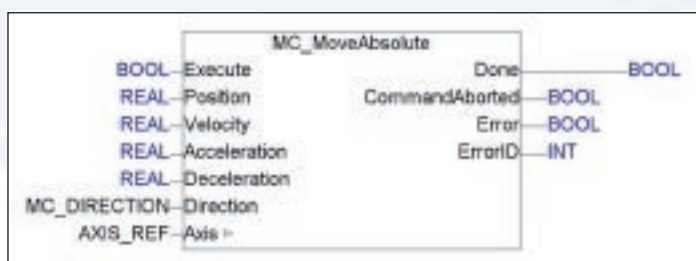 MC_MoveAbsolute
BOOL Execute Done BOOL
REAL Position CommandAborted BOOL
REAL Velocity Error BOOL
REAL Acceleration ErrorID INT
REAL Deceleration
MC_DIRECTION Direction
AXIS_REF Axis